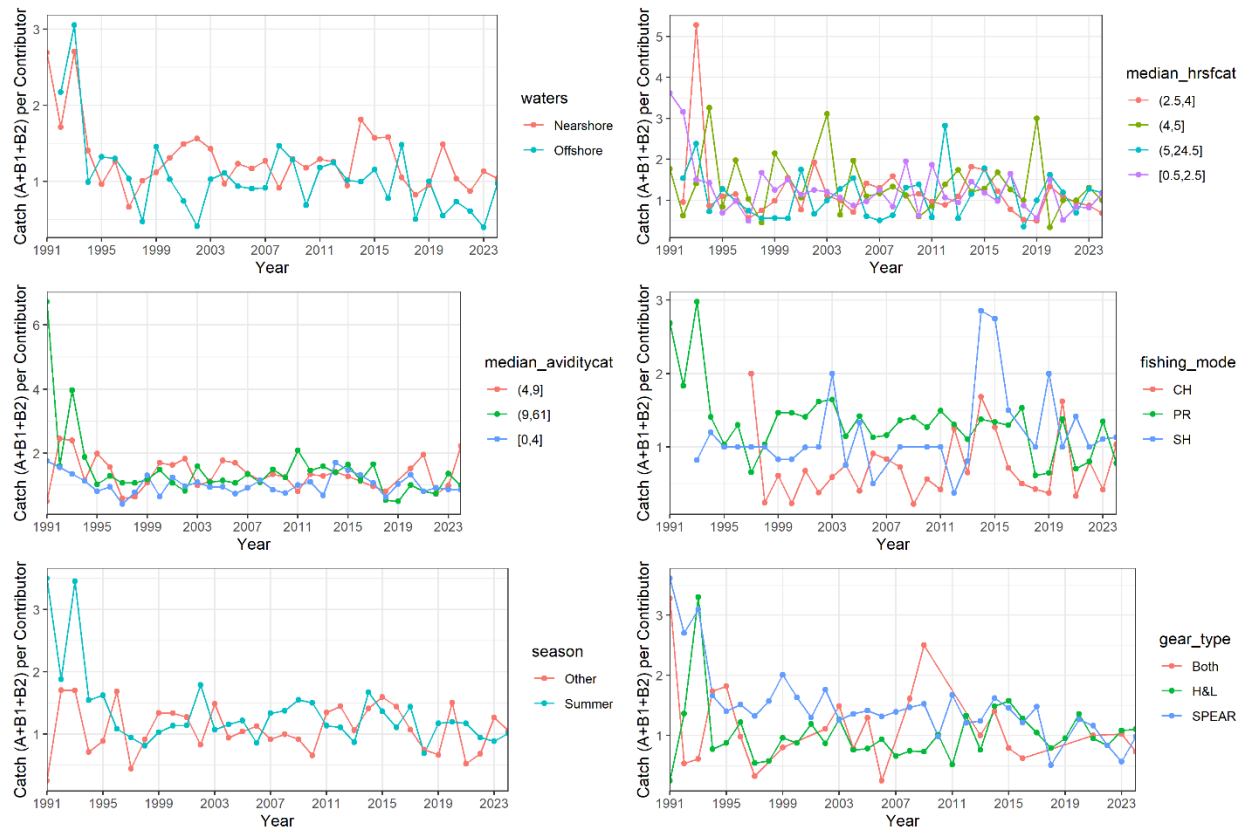 Catch (A+B1+B2) per Contributor
3
2
1
1991 1995 1999 2003 2007 2011 2015 2019 2023
Year
waters
Nearshore
Offshore
Catch (A+B1+B2) per Contributor
5
4
3
2
1
1991 1995 1999 2003 2007 2011 2015 2019 2023
Year
median_hrsfcat
(2.5,4]
(4,5]
(5,24.5]
[0.5,2.5]
Catch (A+B1+B2) per Contributor
6
4
2
1991 1995 1999 2003 2007 2011 2015 2019 2023
Year
median_aviditycat
(4,9]
(9,61]
[0,4]
Catch (A+B1+B2) per Contributor
3
2
1
1991 1995 1999 2003 2007 2011 2015 2019 2023
Year
fishing_mode
CH
PR
SH
Catch (A+B1+B2) per Contributor
3
2
1
1991 1995 1999 2003 2007 2011 2015 2019 2023
Year
season
Other
Summer
Catch (A+B1+B2) per Contributor
3
2
1
1991 1995 1999 2003 2007 2011 2015 2019 2023
Year
gear_type
Both
H&L
SPEAR